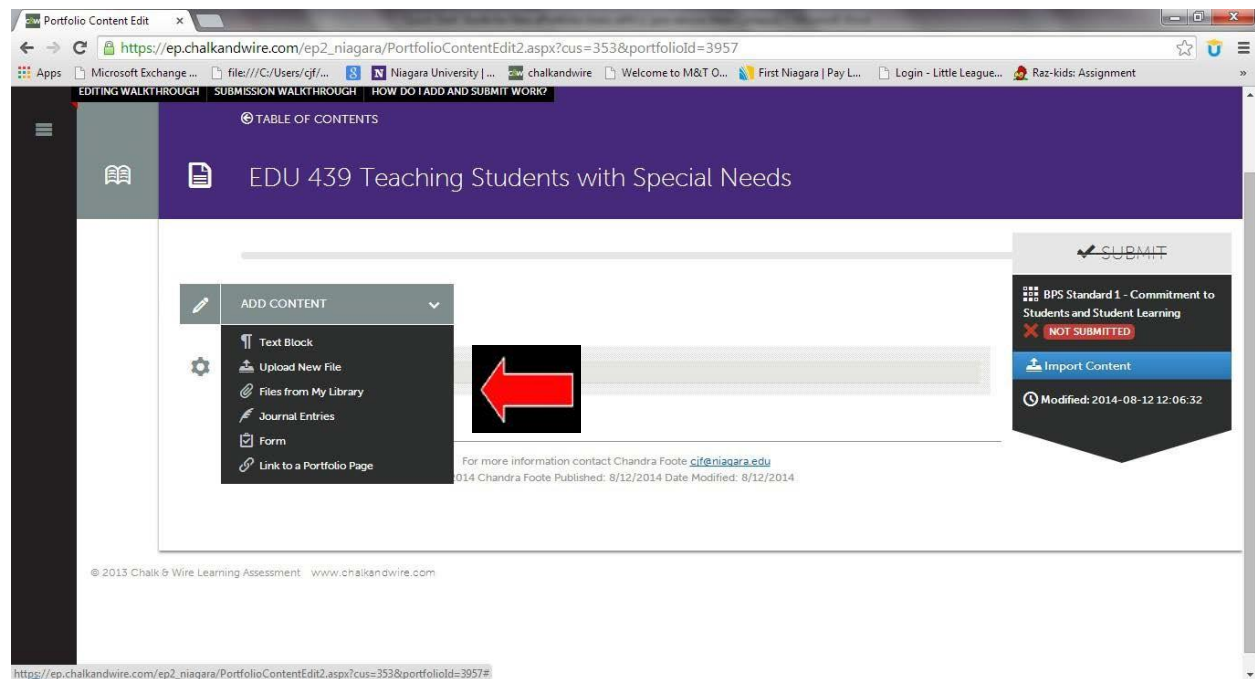 Portfolio Content Edit
https://ep.chalkandwire.com/ep2_niagara/PortfolioContentEdit2.aspx?cus=353&portfolioId=3957
Apps Microsoft Exchange ... file:///C:/Users/cjf/... Niagara University | ... chalkandwire Welcome to M&T O... First Niagara | Pay L... Login - Little League... Raz-kids: Assignment »
EDITING WALKTHROUGH SUBMISSION WALKTHROUGH HOW DO I ADD AND SUBMIT WORK?
TABLE OF CONTENTS
EDU 439 Teaching Students with Special Needs
SUBMIT
ADD CONTENT
Text Block
Upload New File
Files from My Library
Journal Entries
Form
Link to a Portfolio Page
BPS Standard 1 - Commitment to
Students and Student Learning
NOT SUBMITTED
Import Content
Modified: 2014-08-12 12:06:32
For more information contact Chandra Foote cjf@niagara.edu
2014 Chandra Foote Published: 8/12/2014 Date Modified: 8/12/2014
© 2013 Chalk & Wire Learning Assessment www.chalkandwire.com
https://ep.chalkandwire.com/ep2_niagara/PortfolioContentEdit2.aspx?cus=353&portfolioId=3957#